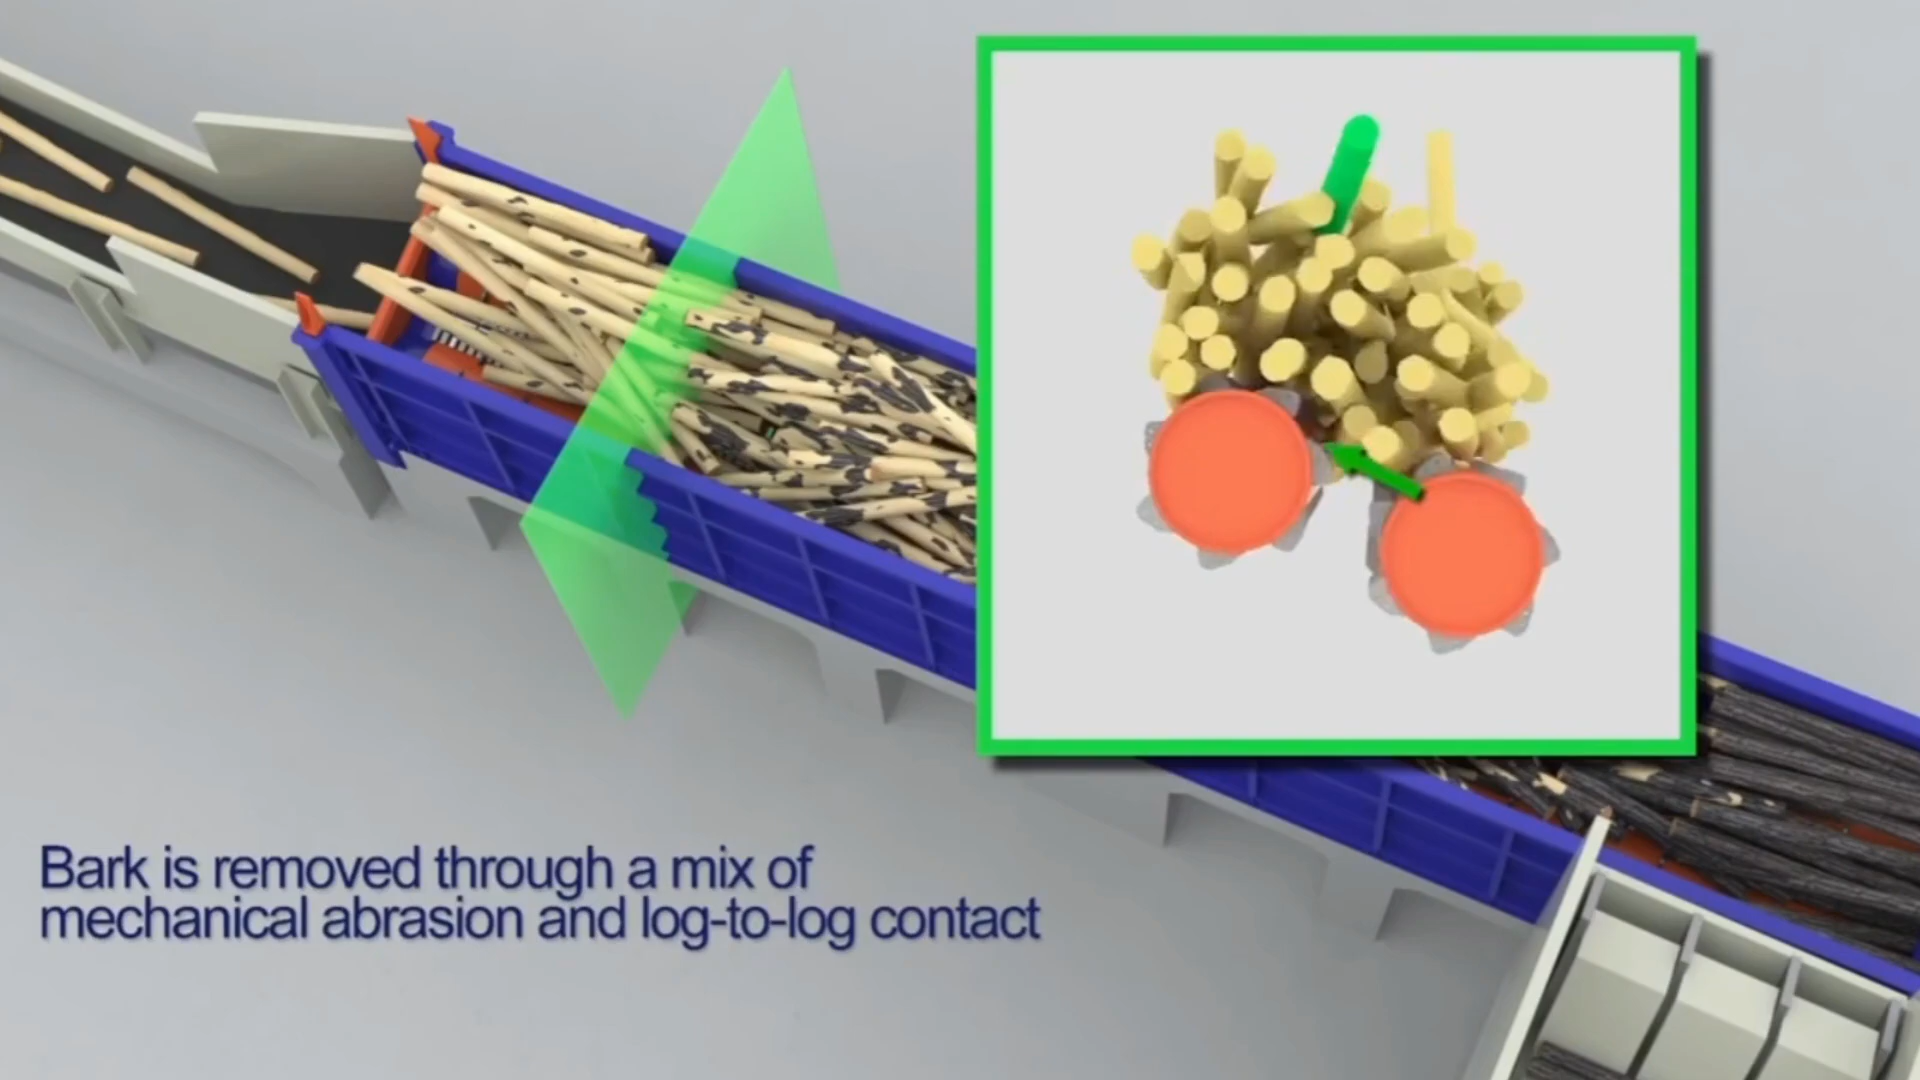 Bark is removed through a mix of
mechanical abrasion and log-to-log contact